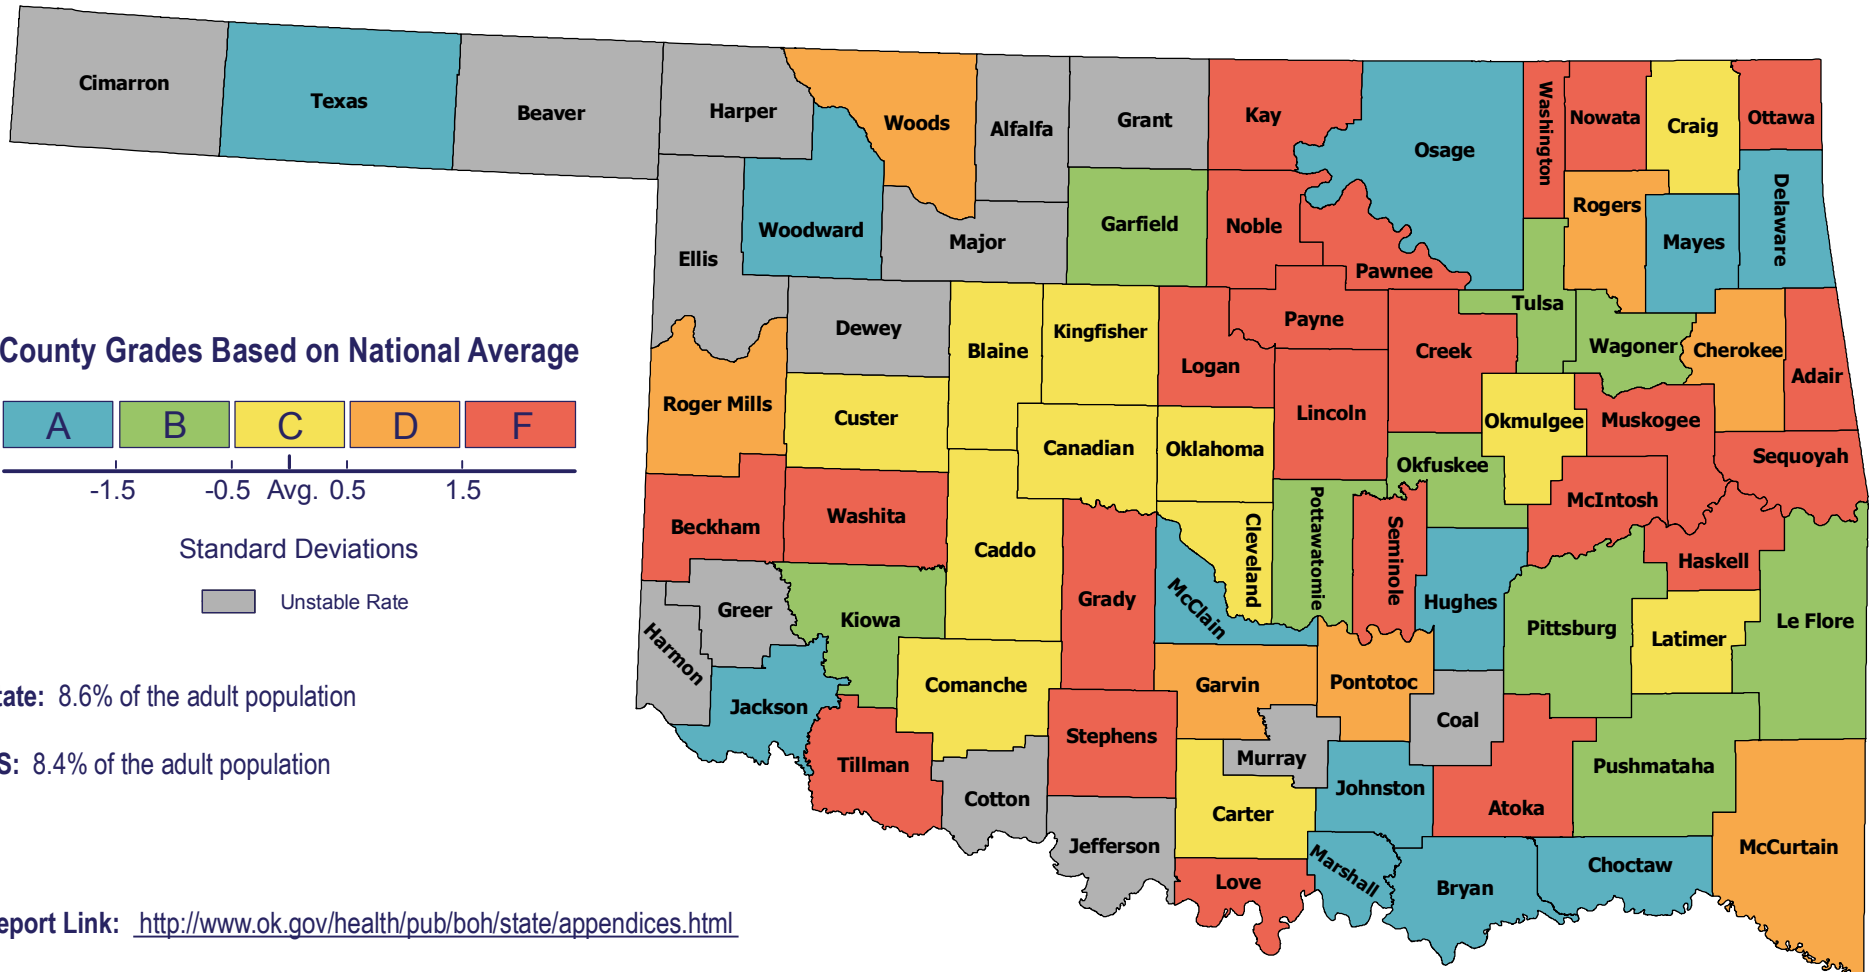 Cimarron
Texas
Beaver
Harper
Woods
Alfalfa
Grant
Kay
Osage
Washington
Nowata
Craig
Ottawa
Ellis
Woodward
Major
Garfield
Noble
Pawnee
Rogers
Mayes
Delaware
Dewey
Blaine
Kingfisher
Logan
Payne
Creek
Tulsa
Wagoner
Cherokee
Adair
County Grades Based on National Average
A B C D F
-1.5 -0.5 Avg. 0.5 1.5
Standard Deviations
Unstable Rate
Roger Mills
Custer
Canadian
Oklahoma
Lincoln
Okmulgee
Muskogee
Sequoyah
Okfuskee
McIntosh
Beckham
Washita
Caddo
Grady
McClain
Cleveland
Pottawatomie
Seminole
Hughes
Haskell
Pittsburg
Latimer
Le Flore
Greer
Harmon
Kiowa
Jackson
Comanche
Garvin
Pontotoc
Coal
Tillman
Stephens
Murray
Cotton
Carter
Johnston
Atoka
Pushmataha
Jefferson
Love
Marshall
Bryan
Choctaw
McCurtain
tate: 8.6% of the adult population
S: 8.4% of the adult population
eport Link: http://www.ok.gov/health/pub/boh/state/appendices.html